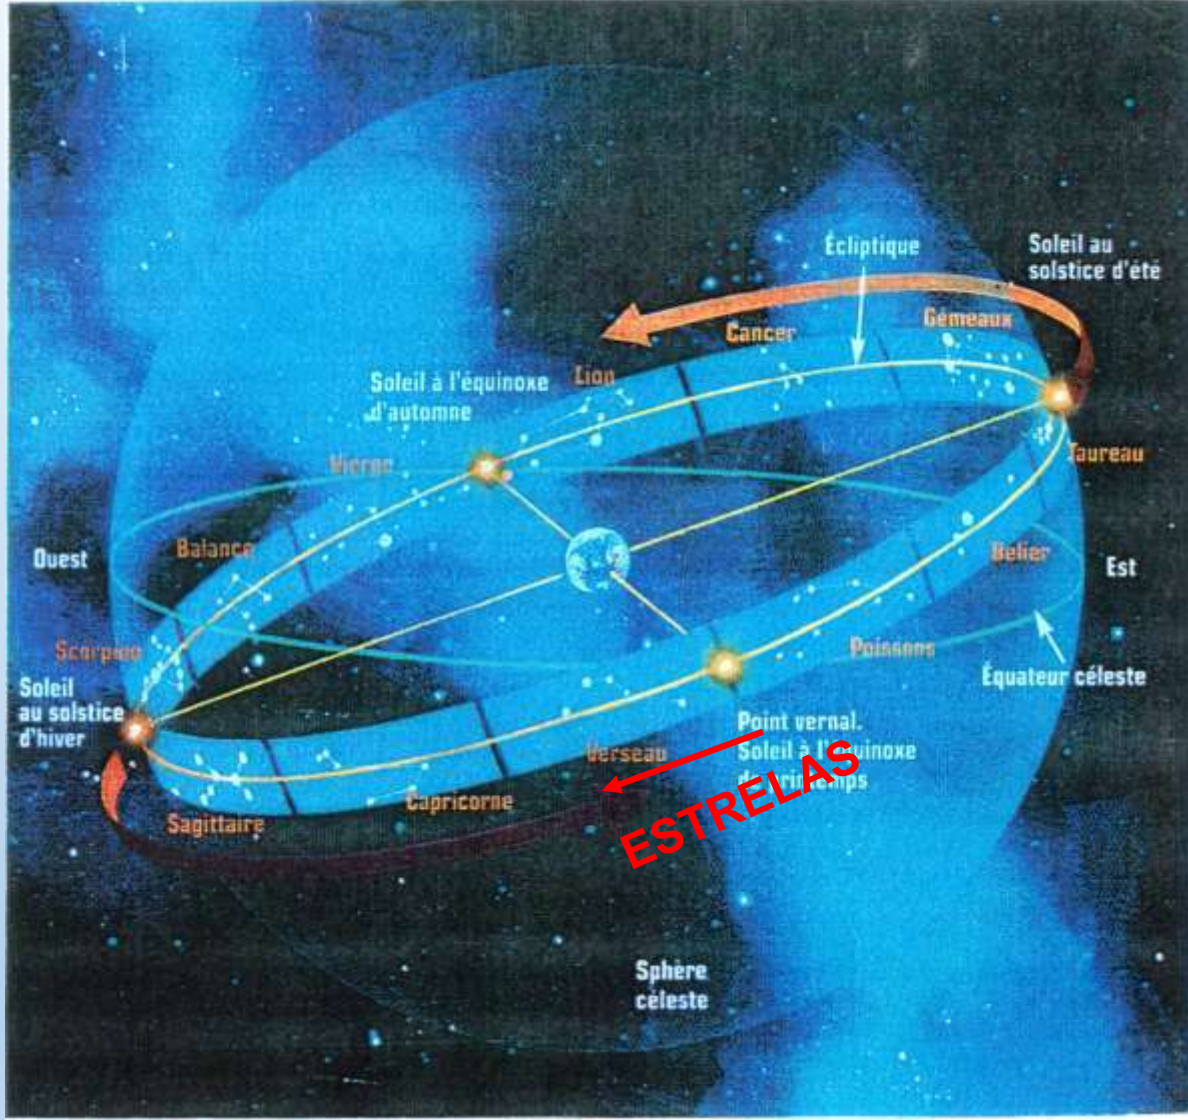 Écliptique
Soleil au
solstice d'été
Cancer
Gémeaux
Lion
Soleil à l'équinoxe
d'automne
Taureau
Vierge
Balance
Ouest
Belier
Est
Scorpion
Poissons
Équateur céleste
Soleil
au solstice
d'hiver
Point vernal.
Soleil à l'équinoxe
de printemps
Verseau
Capricorne
Sagittaire
ESTRELAS
Sphère
céleste